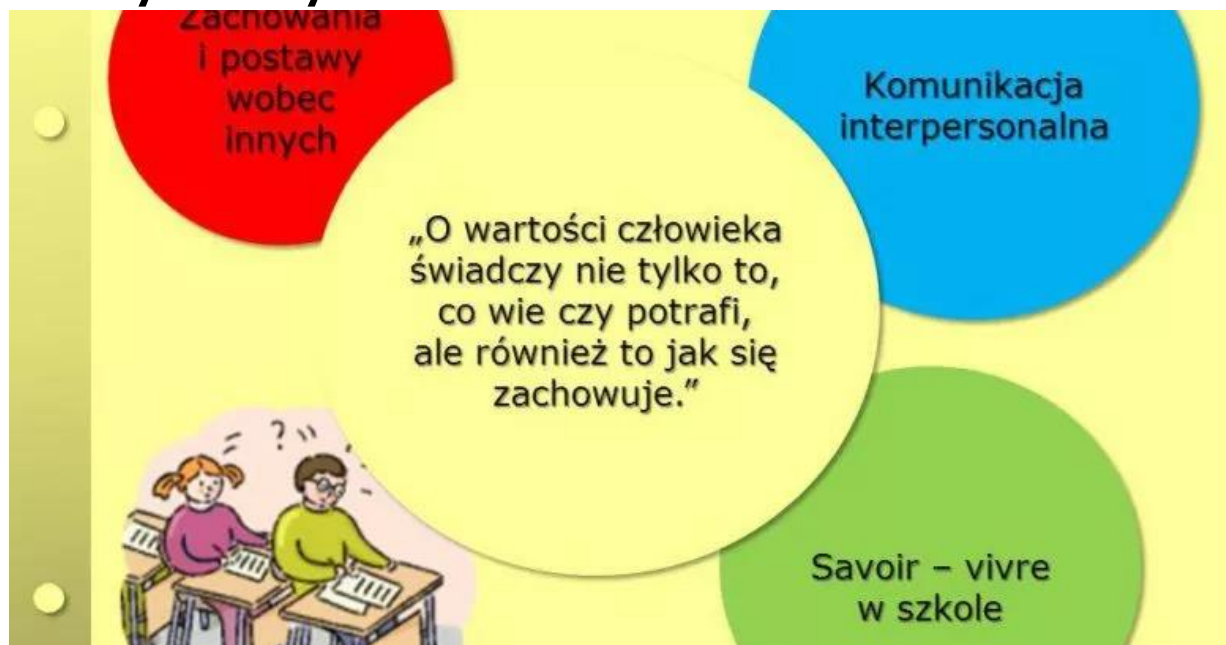 Zachowania
i postawy
wobec
innych
Komunikacja
interpersonalna
„O wartości człowieka
świadczy nie tylko to,
co wie czy potrafi,
ale również to jak się
zachowuje.”
? ?
Savoir – vivre
w szkole